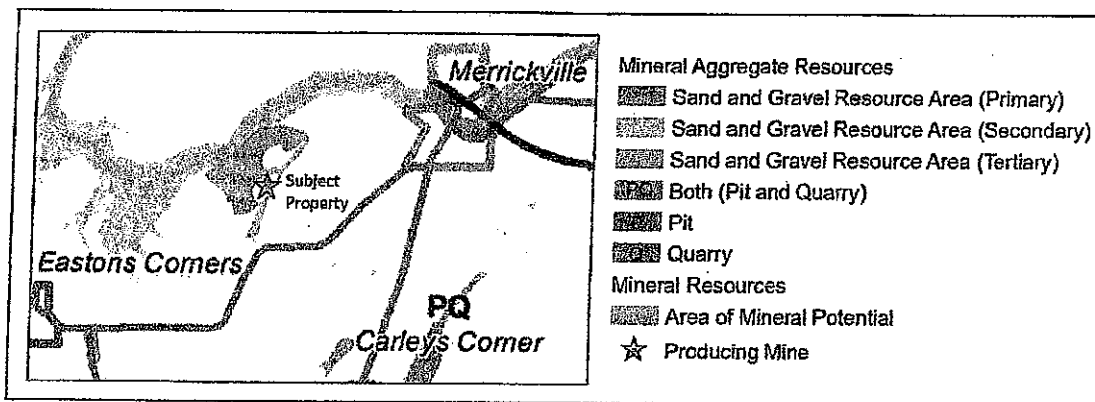 Merrickville
Subject
Property
Eastons Corners
PQ
Carleys Corner
Mineral Aggregate Resources
Sand and Gravel Resource Area (Primary)
Sand and Gravel Resource Area (Secondary)
Sand and Gravel Resource Area (Tertiary)
PQ Both (Pit and Quarry)
Pit
Quarry
Mineral Resources
Area of Mineral Potential
Producing Mine